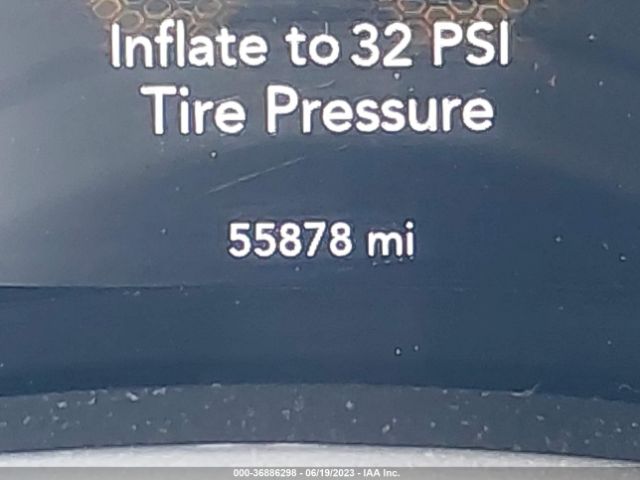 Inflate to 32 PSI
Tire Pressure
55878 mi
000-36886298 - 06/19/2023 - IAA Inc.